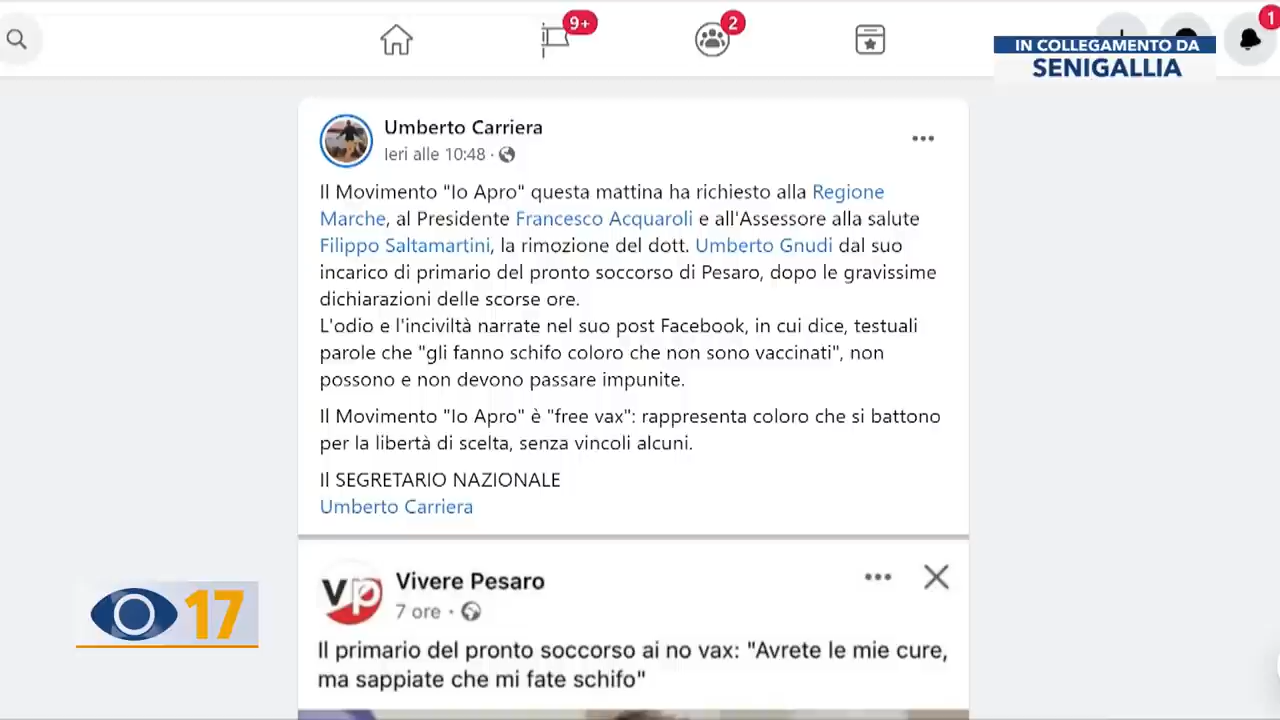 9+
2
1
IN COLLEGAMENTO DA
SENIGALLIA
Umberto Carriera
Ieri alle 10:48 ·
Il Movimento "Io Apro" questa mattina ha richiesto alla Regione
Marche, al Presidente Francesco Acquaroli e all'Assessore alla salute
Filippo Saltamartini, la rimozione del dott. Umberto Gnudi dal suo
incarico di primario del pronto soccorso di Pesaro, dopo le gravissime
dichiarazioni delle scorse ore.
L'odio e l'inciviltà narrate nel suo post Facebook, in cui dice, testuali
parole che "gli fanno schifo coloro che non sono vaccinati", non
possono e non devono passare impunite.
Il Movimento "Io Apro" è "free vax": rappresenta coloro che si battono
per la libertà di scelta, senza vincoli alcuni.
Il SEGRETARIO NAZIONALE
Umberto Carriera
vp
Vivere Pesaro
7 ore ·
Il primario del pronto soccorso ai no vax: "Avrete le mie cure,
ma sappiate che mi fate schifo"
17